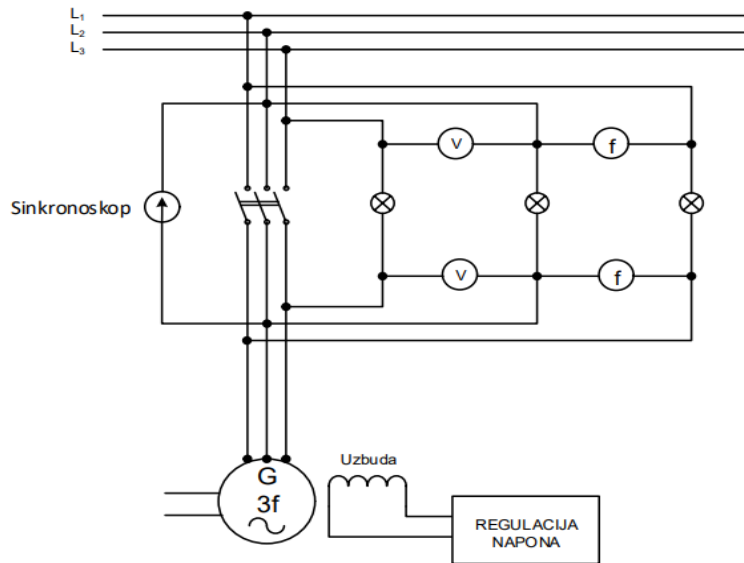 L₁
L₂
L₃
V
f
Sinkronoskop
V
f
Uzbuda
G
3f
REGULACIJA
NAPONA